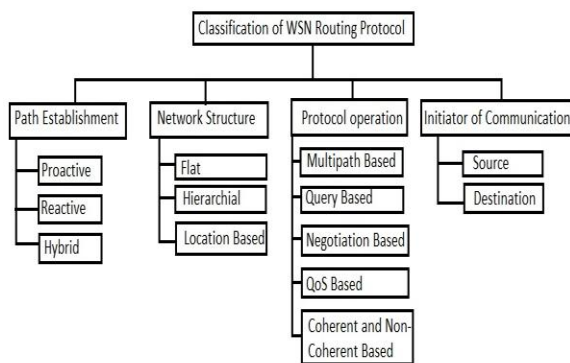 Classification of WSN Routing Protocol
Path Establishment
Proactive
Reactive
Hybrid
Network Structure
Flat
Hierarchial
Location Based
Protocol operation
Multipath Based
Query Based
Negotiation Based
QoS Based
Coherent and Non-
Coherent Based
Initiator of Communication
Source
Destination